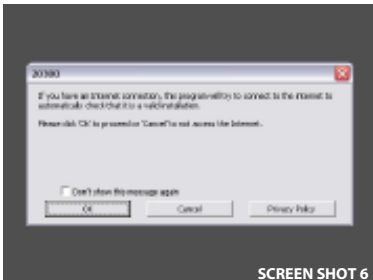 20300
If you have an Internet connection, this program will try to connect to the internet to
automatically check that it is a valid installation.
Please click 'Ok' to proceed or 'Cancel' to not access the Internet.
Don't show this message again
OK Cancel Privacy Policy
SCREEN SHOT 6